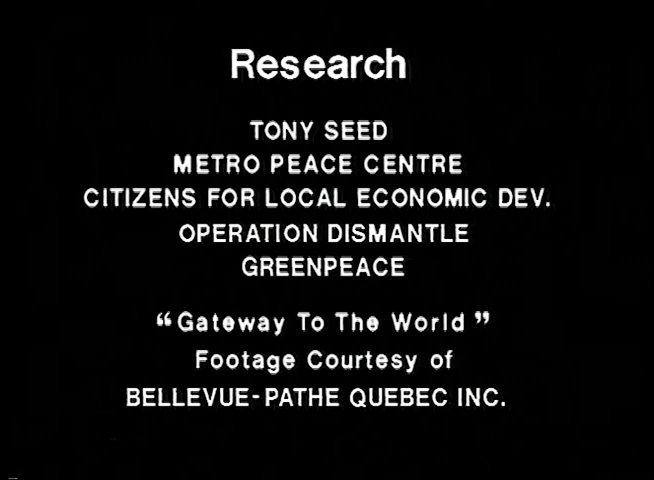 Research
TONY SEED
METRO PEACE CENTRE
CITIZENS FOR LOCAL ECONOMIC DEV.
OPERATION DISMANTLE
GREENPEACE
“Gateway To The World”
Footage Courtesy of
BELLEVUE-PATHE QUEBEC INC.